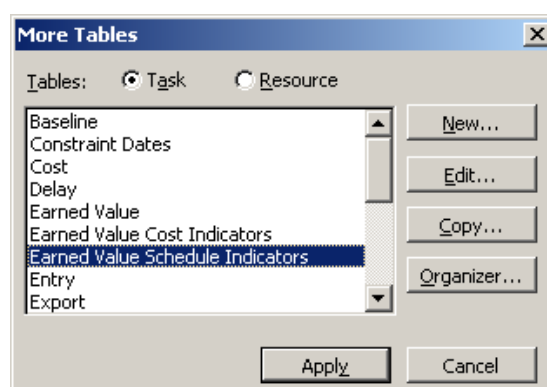 More Tables
Tables: Task Resource
Baseline
Constraint Dates
Cost
Delay
Earned Value
Earned Value Cost Indicators
Earned Value Schedule Indicators
Entry
Export
New...
Edit...
Copy...
Organizer...
Apply Cancel